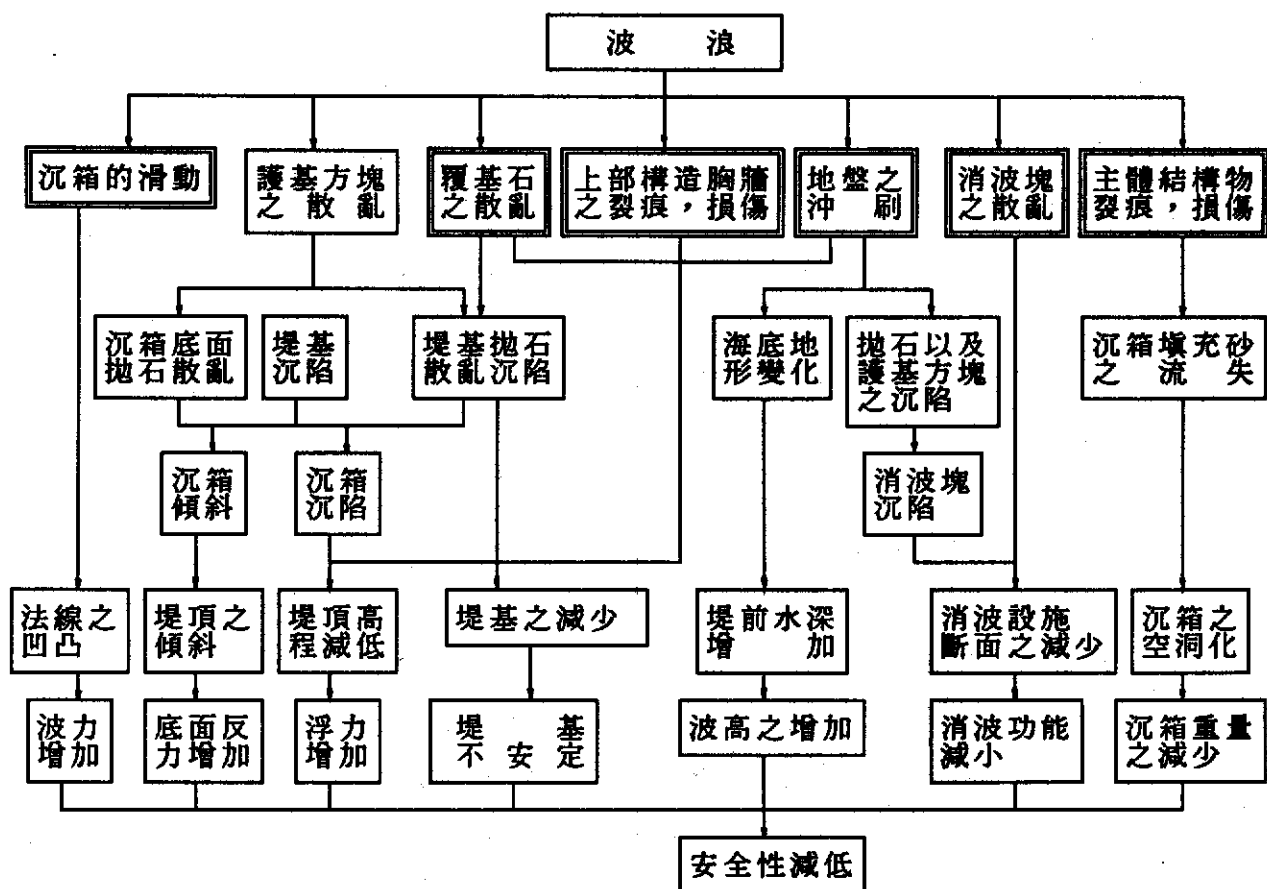 波浪
沉箱的滑動
護基方塊
之散亂
覆基石
之散亂
上部構造胸牆
之裂痕，損傷
地盤之
沖刷
消波塊
之散亂
主體結構物
裂痕，損傷
沉箱底面
拋石散亂
堤基
沉陷
堤基拋石
散亂沉陷
海底地
形變化
拋石以及
護基方塊
之沉陷
沉箱填充砂
之流失
沉箱
傾斜
沉箱
沉陷
消波塊
沉陷
法線之
凹凸
堤頂之
傾斜
堤頂高
程減低
堤基之減少
堤前水深
增加
消波設施
斷面之減少
沉箱之
空洞化
波力
增加
底面反
力增加
浮力
增加
堤基
不安定
波高之增加
消波功能
減小
沉箱重量
之減少
安全性減低